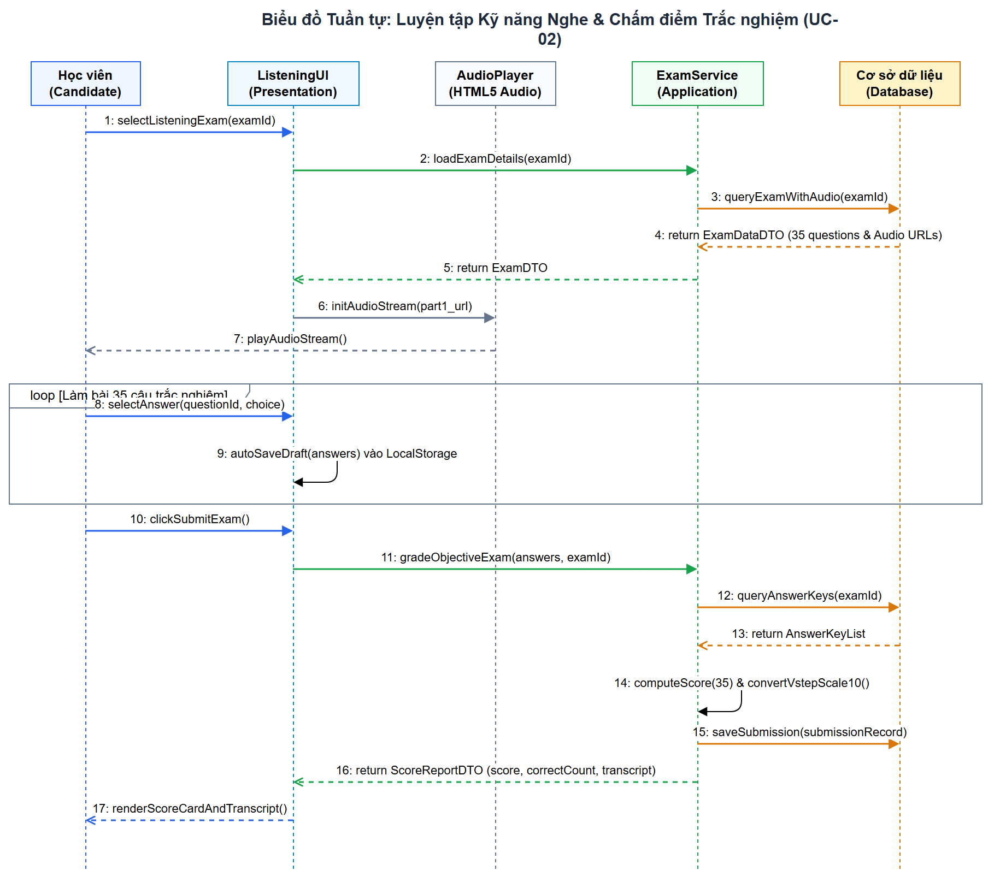 Biểu đồ Tuần tự: Luyện tập Kỹ năng Nghe & Chấm điểm Trắc nghiệm (UC-
02)
Học viên
(Candidate)
ListeningUI
(Presentation)
AudioPlayer
(HTML5 Audio)
ExamService
(Application)
Cơ sở dữ liệu
(Database)
1: selectListeningExam(examId)
2: loadExamDetails(examId)
3: queryExamWithAudio(examId)
4: return ExamDataDTO (35 questions & Audio URLs)
5: return ExamDTO
6: initAudioStream(part1_url)
7: playAudioStream()
loop [Làm bài 35 câu trắc nghiệm]
8: selectAnswer(questionId, choice)
9: autoSaveDraft(answers) vào LocalStorage
10: clickSubmitExam()
11: gradeObjectiveExam(answers, examId)
12: queryAnswerKeys(examId)
13: return AnswerKeyList
14: computeScore(35) & convertVstepScale10()
15: saveSubmission(submissionRecord)
16: return ScoreReportDTO (score, correctCount, transcript)
17: renderScoreCardAndTranscript()